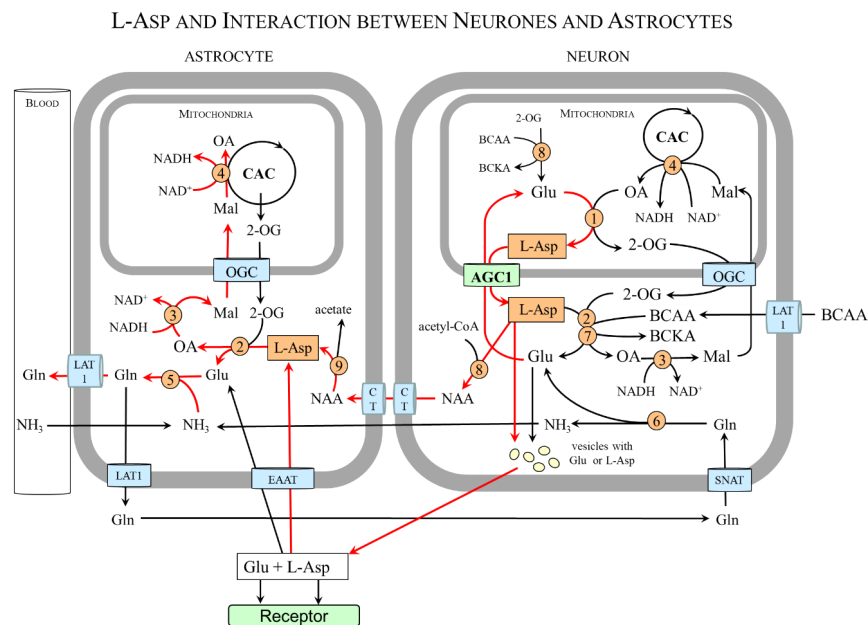 L-ASP AND INTERACTION BETWEEN NEURONES AND ASTROCYTES
ASTROCYTE
NEURON
BLOOD
MITOCHONDRIA
OA
NADH
4
CAC
NAD⁺
Mal
2-OG
OGC
NAD⁺
3
Mal
2-OG
NADH
OA
2
L-Asp
acetate
9
LAT
1
Gln
Gln
5
Glu
NAA
C
T
C
T
NH₃
NH₃
LAT1
EAAT
Gln
MITOCHONDRIA
2-OG
BCAA
8
BCKA
CAC
4
Glu
OA
Mal
1
NADH
NAD⁺
L-Asp
2-OG
AGC1
OGC
L-Asp
2-OG
2
BCAA
LAT
1
BCAA
acetyl-CoA
7
BCKA
Glu
OA
3
Mal
8
NADH
NAD⁺
NAA
NH₃
6
Gln
vesicles with
Glu or L-Asp
SNAT
Gln
Glu + L-Asp
Receptor